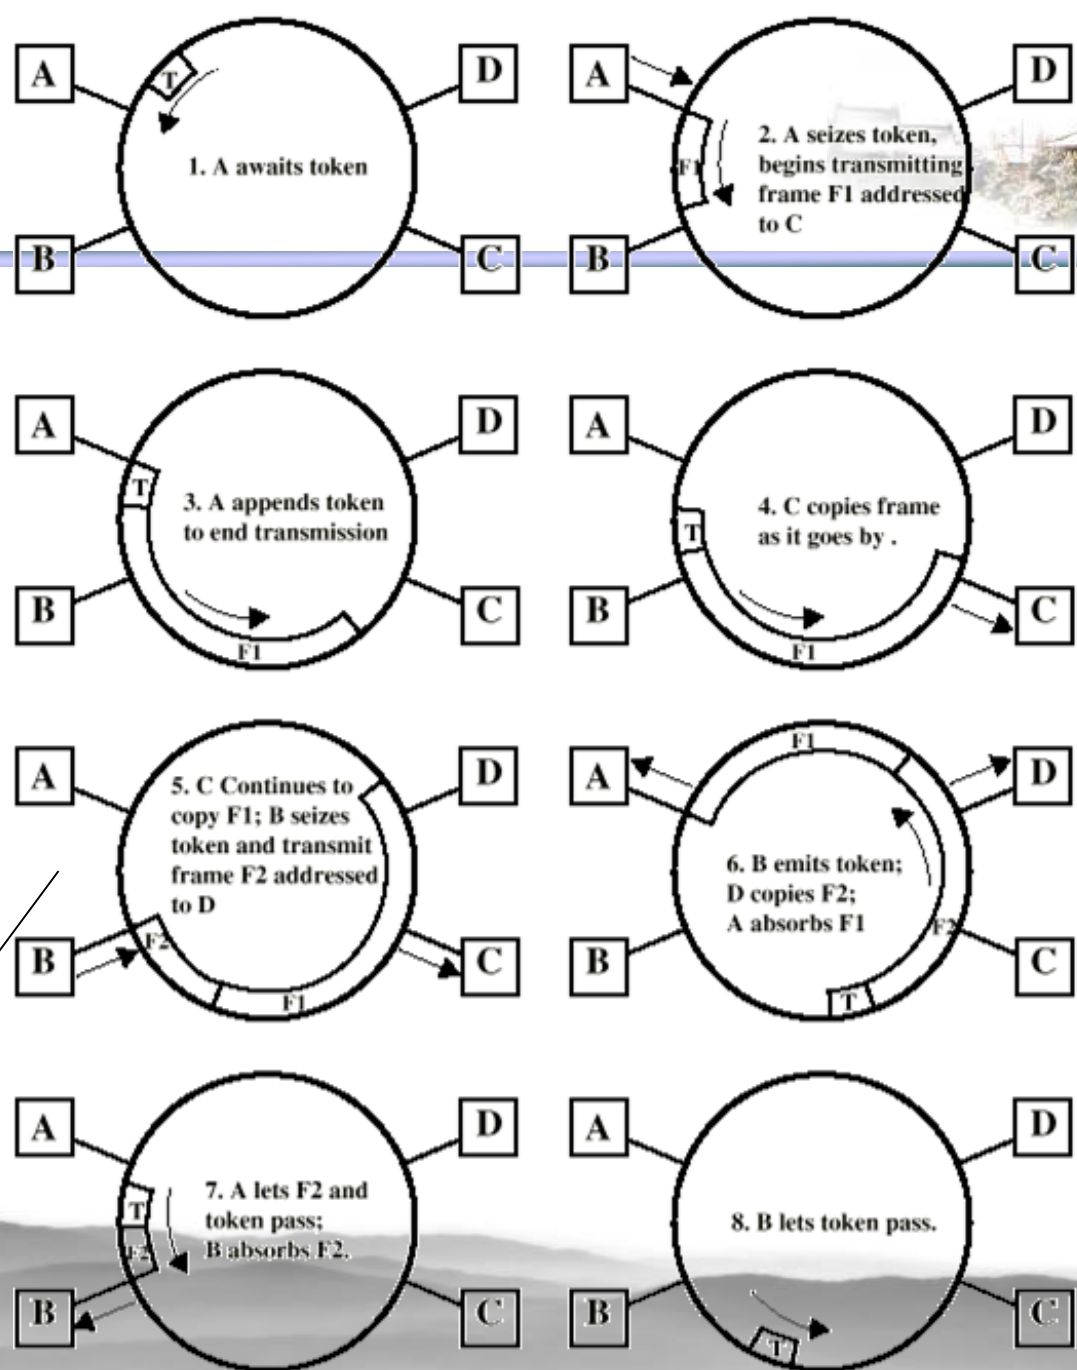 A
D
T
1. A awaits token
B
C
A
D
F1
2. A seizes token,
begins transmitting
frame F1 addressed
to C
B
C
A
D
T
3. A appends token
to end transmission
B
C
F1
A
D
T
4. C copies frame
as it goes by .
B
C
F1
A
D
5. C Continues to
copy F1; B seizes
token and transmit
frame F2 addressed
to D
B
F2
C
F1
F1
A
D
6. B emits token;
D copies F2;
A absorbs F1
F2
B
C
T
A
D
T
7. A lets F2 and
token pass;
B absorbs F2.
F2
B
C
A
D
8. B lets token pass.
B
C
T